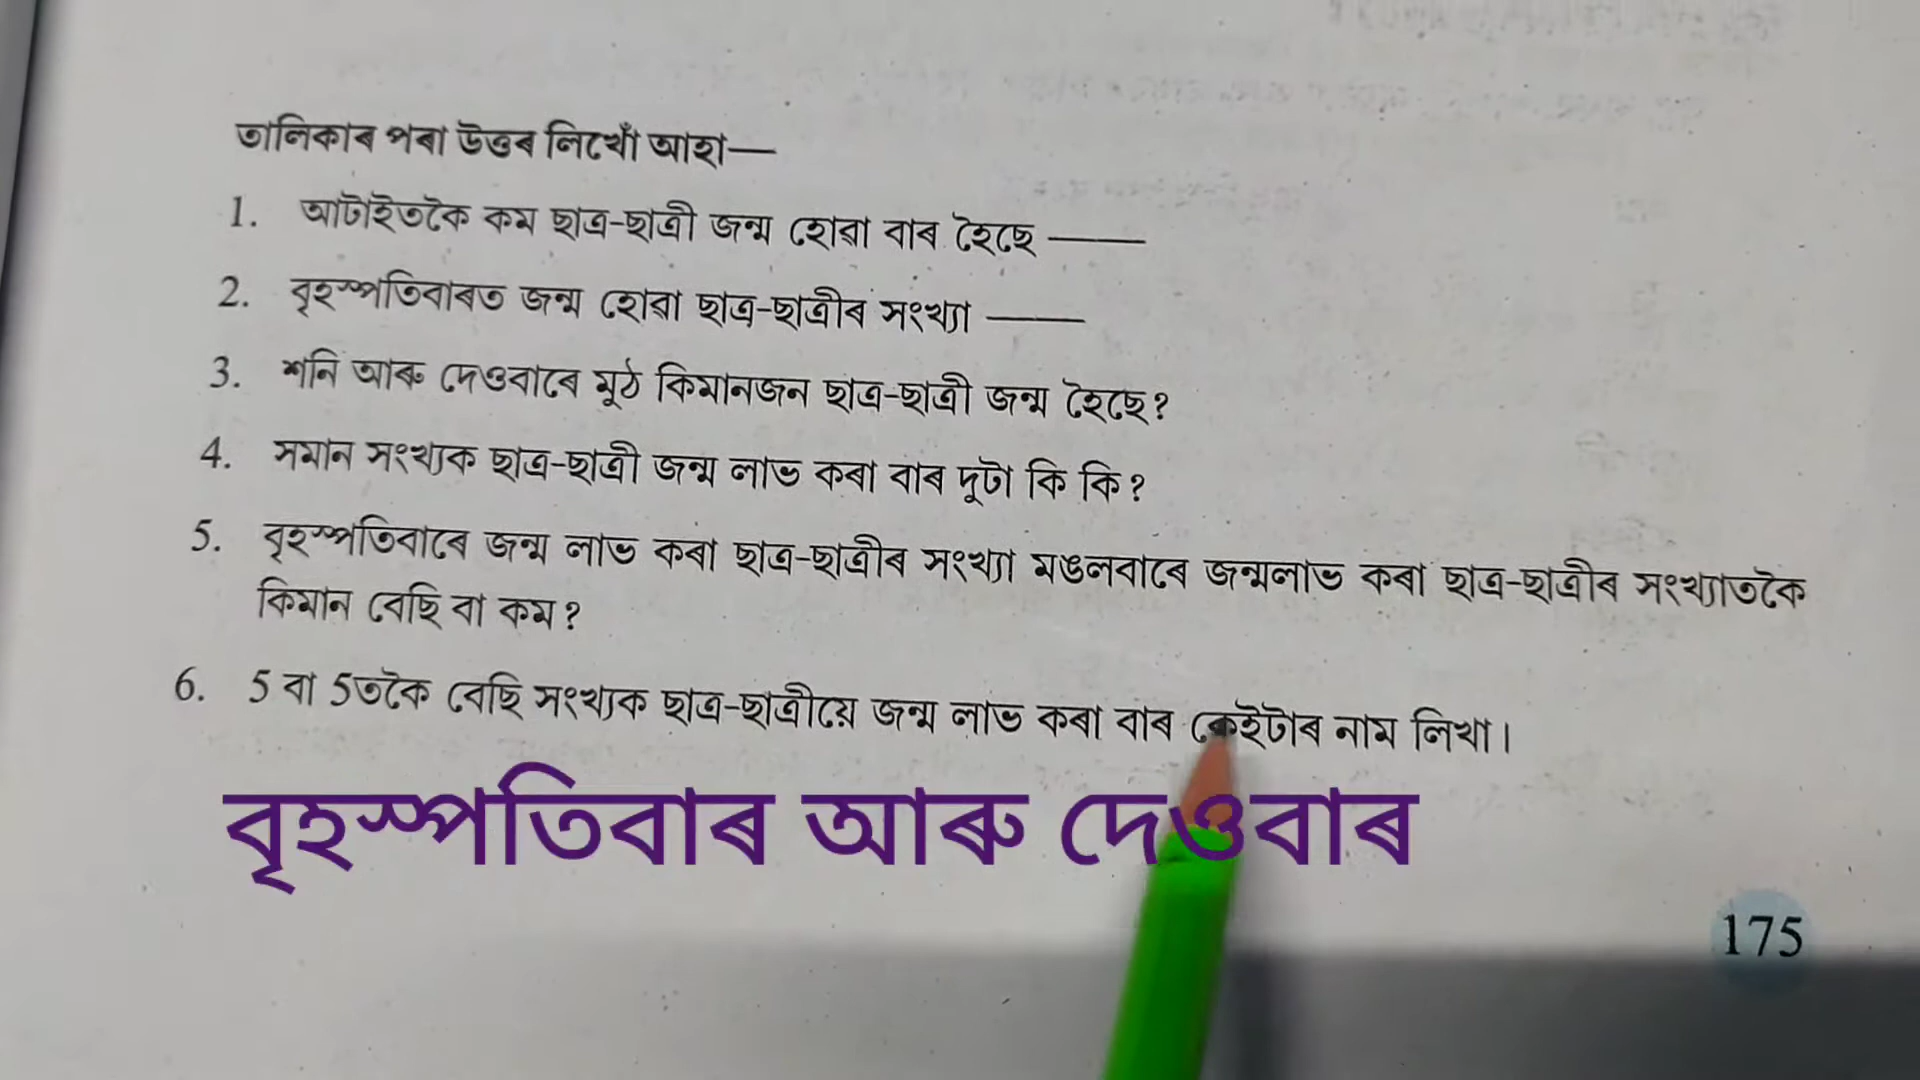 তালিকাৰ পৰা উত্তৰ লিখোঁ আহা—
1. আটাইতকৈ কম ছাত্ৰ-ছাত্ৰী জন্ম হোৱা বাৰ হৈছে ———
2. বৃহস্পতিবাৰত জন্ম হোৱা ছাত্ৰ-ছাত্ৰীৰ সংখ্যা ———
3. শনি আৰু দেওবাৰে মুঠ কিমানজন ছাত্ৰ-ছাত্ৰী জন্ম হৈছে?
4. সমান সংখ্যক ছাত্ৰ-ছাত্ৰী জন্ম লাভ কৰা বাৰ দুটা কি কি?
5. বৃহস্পতিবাৰে জন্ম লাভ কৰা ছাত্ৰ-ছাত্ৰীৰ সংখ্যা মঙলবাৰে জন্মলাভ কৰা ছাত্ৰ-ছাত্ৰীৰ সংখ্যাতকৈ
কিমান বেছি বা কম?
6. 5 বা 5তকৈ বেছি সংখ্যক ছাত্ৰ-ছাত্ৰীয়ে জন্ম লাভ কৰা বাৰ কেইটাৰ নাম লিখা।
বৃহস্পতিবাৰ আৰু দেওবাৰ
175